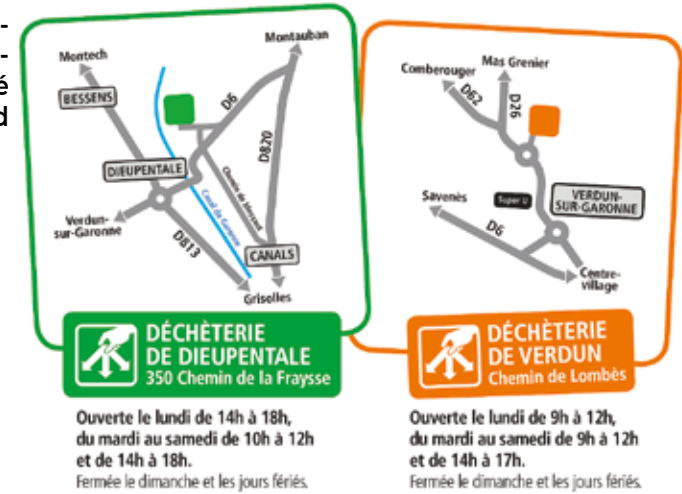 -
-
é
d
Montech
Montauban
BESSENS
D6
D820
DIEUPENTALE
Chemin de
Canal de Garonne
Verdun-
sur-Garonne
D813
CANALS
Grisolles
DÉCHÈTERIE
DE DIEUPENTALE
350 Chemin de la Fraysse
Ouverte le lundi de 14h à 18h,
du mardi au samedi de 10h à 12h
et de 14h à 18h.
Fermée le dimanche et les jours fériés.
Comberouger
Mas Grenier
D62
D26
Savenès
Super U
VERDUN-
SUR-GARONNE
D6
Centre-
village
DÉCHÈTERIE
DE VERDUN
Chemin de Lombès
Ouverte le lundi de 9h à 12h,
du mardi au samedi de 9h à 12h
et de 14h à 17h.
Fermée le dimanche et les jours fériés.